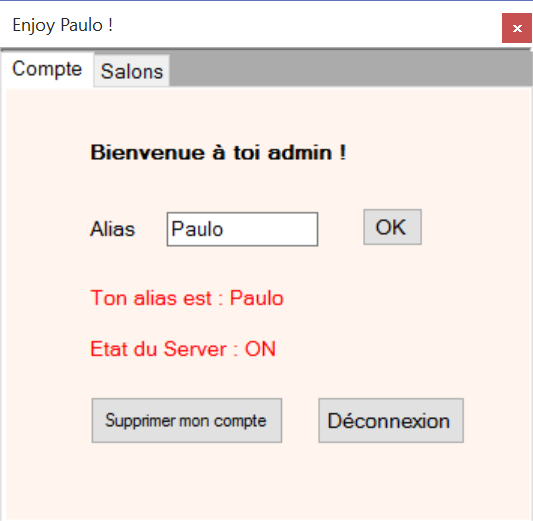 Enjoy Paulo !
Compte Salons
Bienvenue à toi admin !
Alias Paulo OK
Ton alias est : Paulo
Etat du Server : ON
Supprimer mon compte Déconnexion